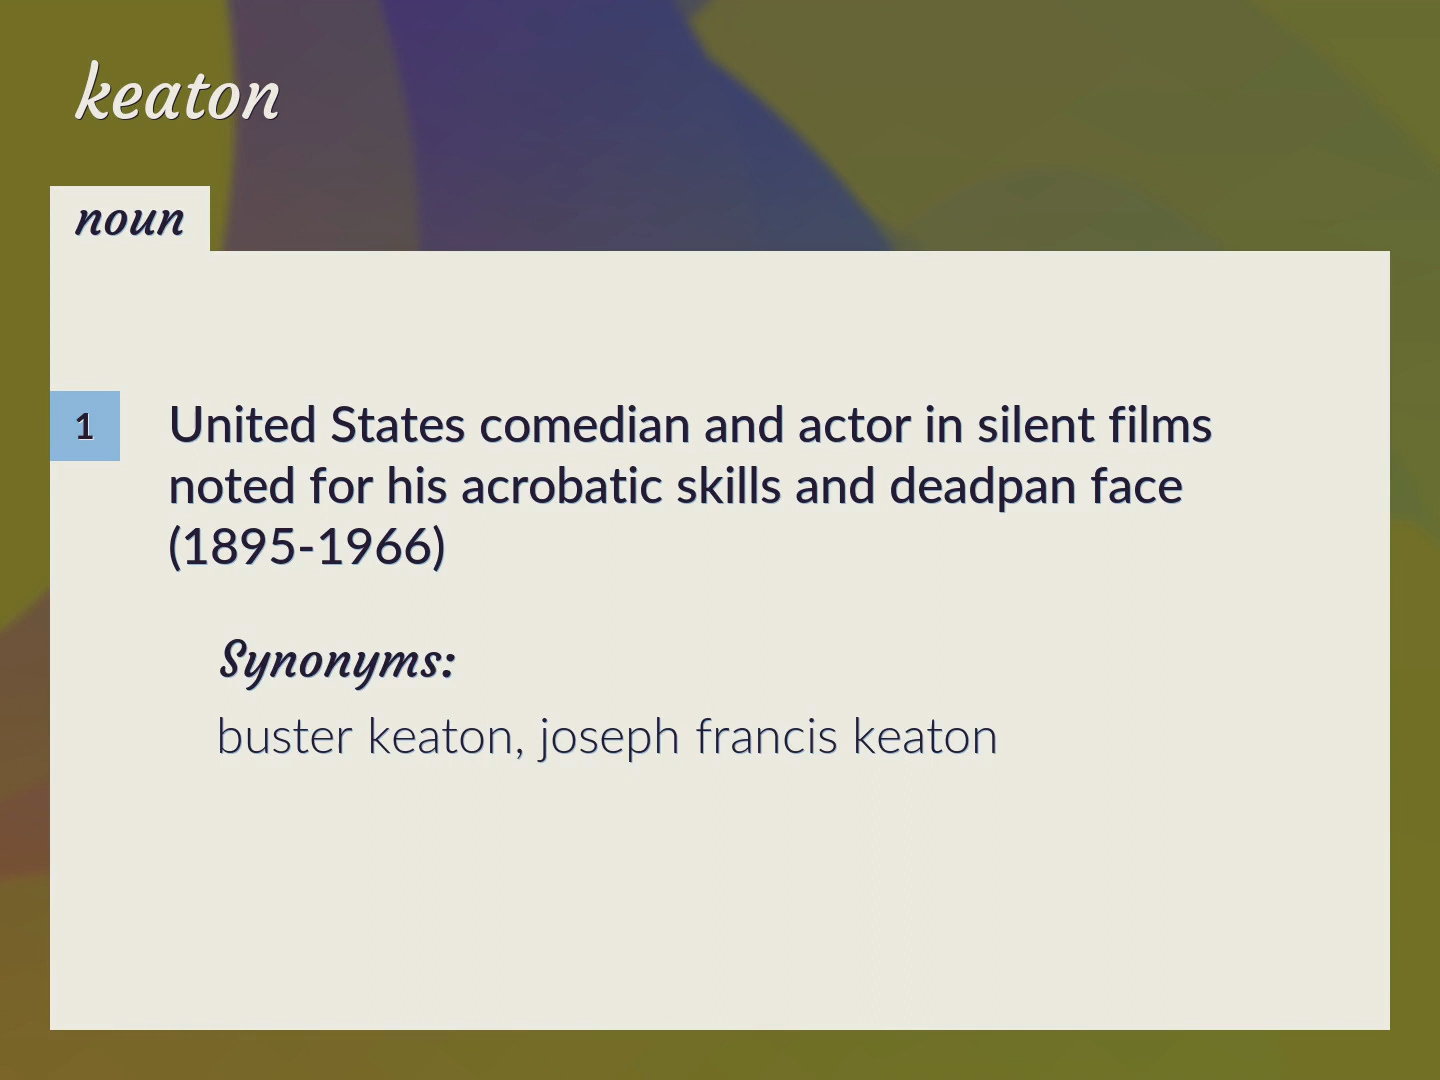 keaton
noun
1
United States comedian and actor in silent films
noted for his acrobatic skills and deadpan face
(1895-1966)
Synonyms:
buster keaton, joseph francis keaton